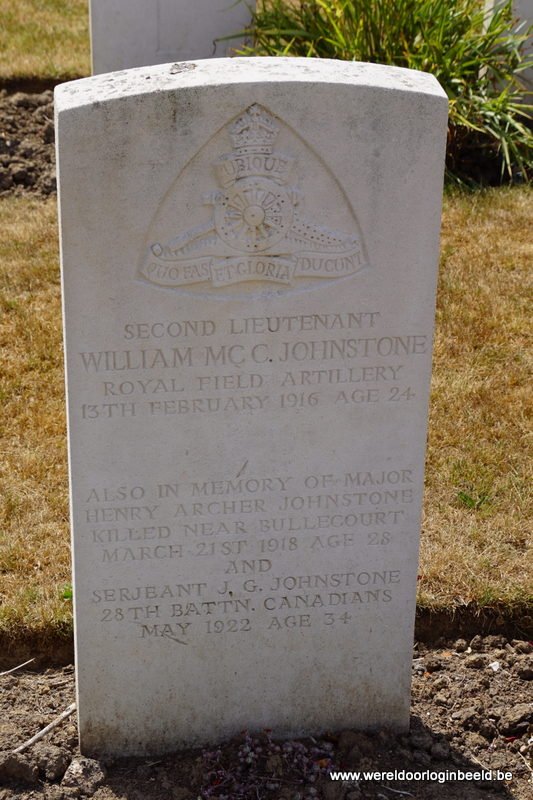 UBIQUE
QUO FAS ET GLORIA DUCUNT
SECOND LIEUTENANT
WILLIAM MC C. JOHNSTONE
ROYAL FIELD ARTILLERY
13TH FEBRUARY 1916 AGE 24
ALSO IN MEMORY OF MAJOR
HENRY ARCHER JOHNSTONE
KILLED NEAR BULLECOURT
MARCH 21ST 1918 AGE 28
AND
SERJEANT J. G. JOHNSTONE
28TH BATTN. CANADIANS
MAY 1922 AGE 34
www.wereldoorloginbeeld.be